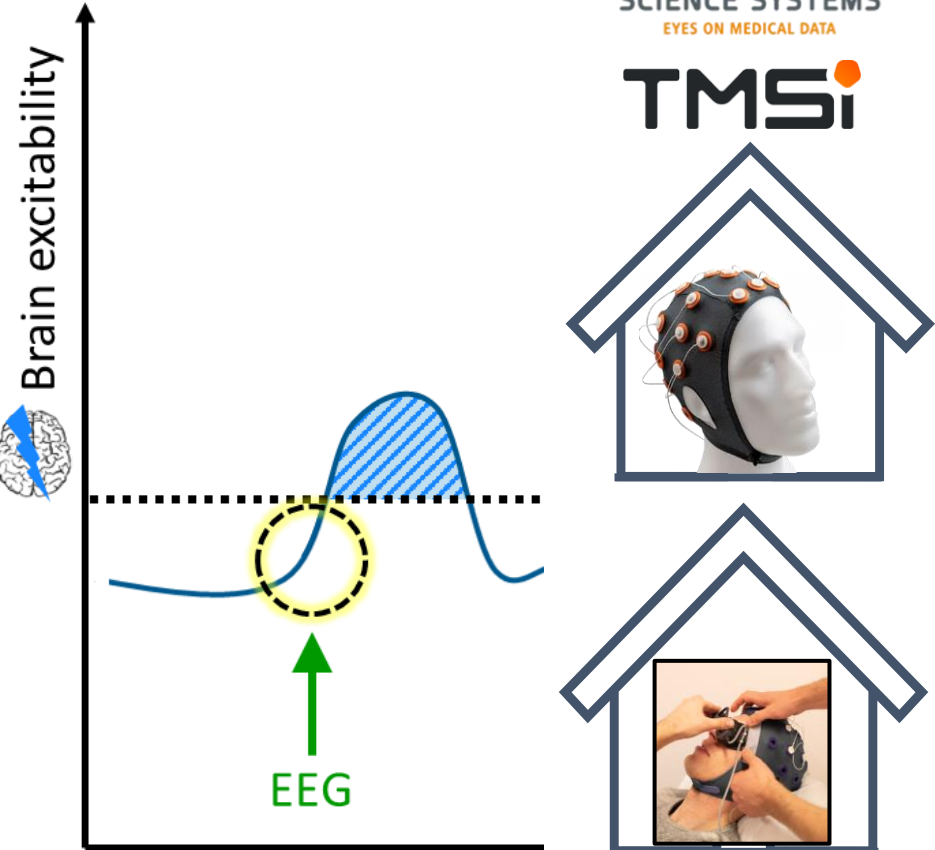 Brain excitability
EEG
SCIENCE SYSTEMS
EYES ON MEDICAL DATA
TMSi